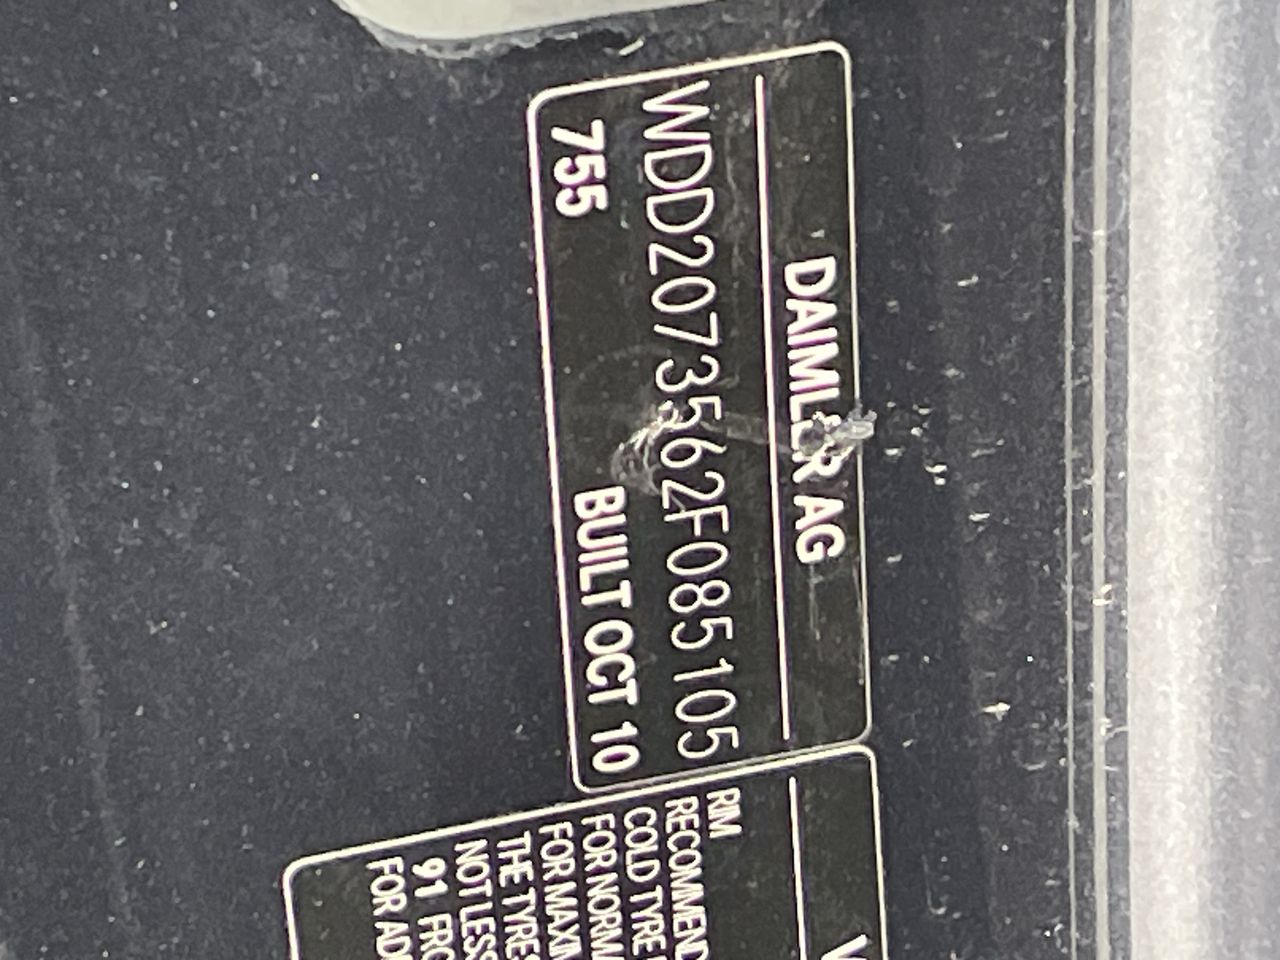 DAIMLER AG
WDD2073562F085105
755 BUILT OCT 10
RIM
RECOMMEND
COLD TYRE
FOR NORMA
FOR MAXIM
THE TYRES
NOT LESS
91 FRO
FOR AD